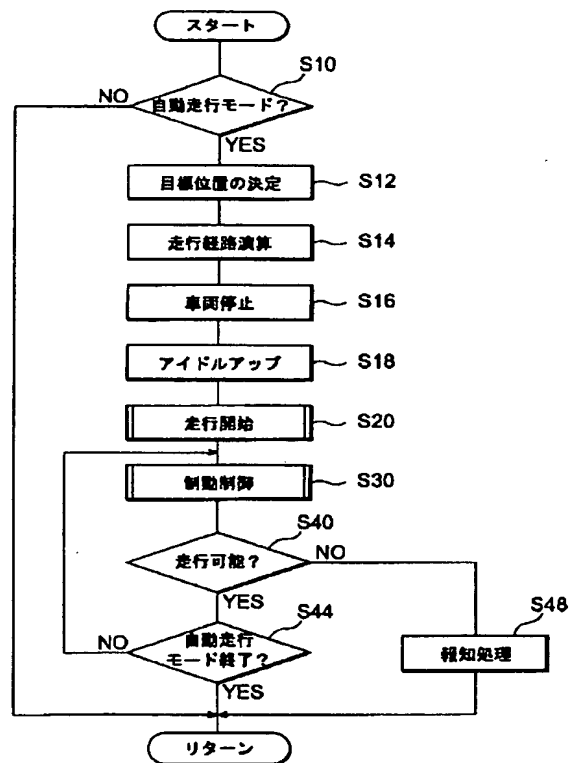 スタート
S10
NO
自動走行モード？
YES
目標位置の決定
S12
走行経路演算
S14
車両停止
S16
アイドルアップ
S18
走行開始
S20
制動制御
S30
S40
走行可能？
NO
YES
S44
NO
自動走行
モード終了？
S48
報知処理
YES
リターン